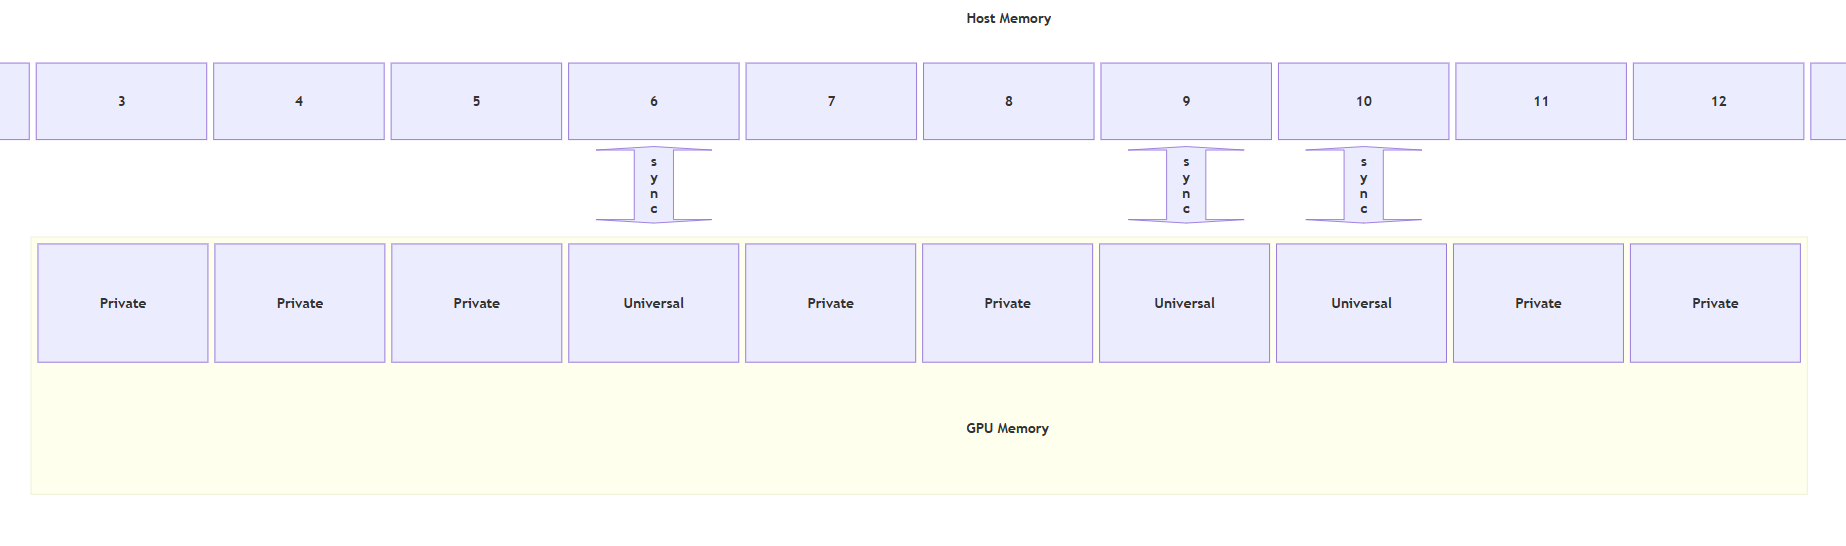 Host Memory
3 4 5 6 7 8 9 10 11 12
sync sync sync
Private Private Private Universal Private Private Universal Universal Private Private
GPU Memory